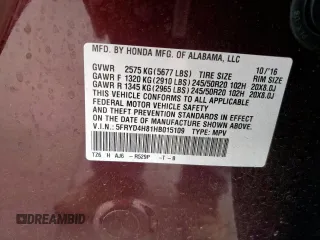 MFD. BY HONDA MFG. OF ALABAMA, LLC 10/'16
GVWR 2575 KG(5677 LBS) TIRE SIZE RIM SIZE
GAWR F 1320 KG(2910 LBS) 245/50R20 102H 20X8.0J
GAWR R 1345 KG(2965 LBS) 245/50R20 102H 20X8.0J
THIS VEHICLE CONFORMS TO ALL APPLICABLE
FEDERAL MOTOR VEHICLE SAFETY AND
THEFT PREVENTION STANDARDS IN EFFECT ON
THE DATE OF MANUFACTURE SHOWN ABOVE.
V.I.N: 5FRYD4H81HB015109 TYPE: MPV
DREAMBID